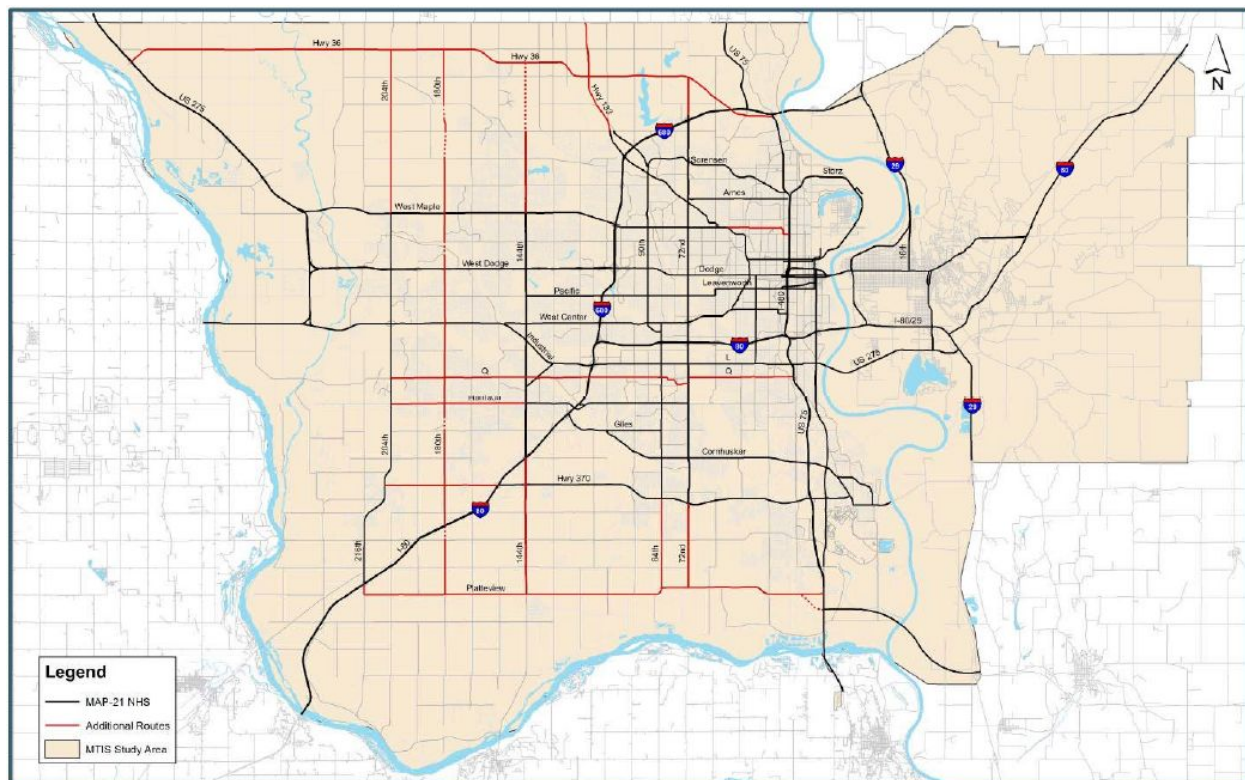 Hwy 36
Hwy 36
US 75
N
US 275
204th
180th
Hwy 133
680
29
80
Sorensen
Storz
Ames
West Maple
144th
90th
72nd
16th
West Dodge
Dodge
Leavenworth
Pacific
I-480
680
West Center
Industrial
80
I-80/29
L
US 275
Q
Q
Harrison
29
Giles
US 75
204th
180th
Cornhusker
Hwy 370
80
I-80
216th
144th
84th
72nd
Platteview
Legend
MAP-21 NHS
Additional Routes
MTIS Study Area